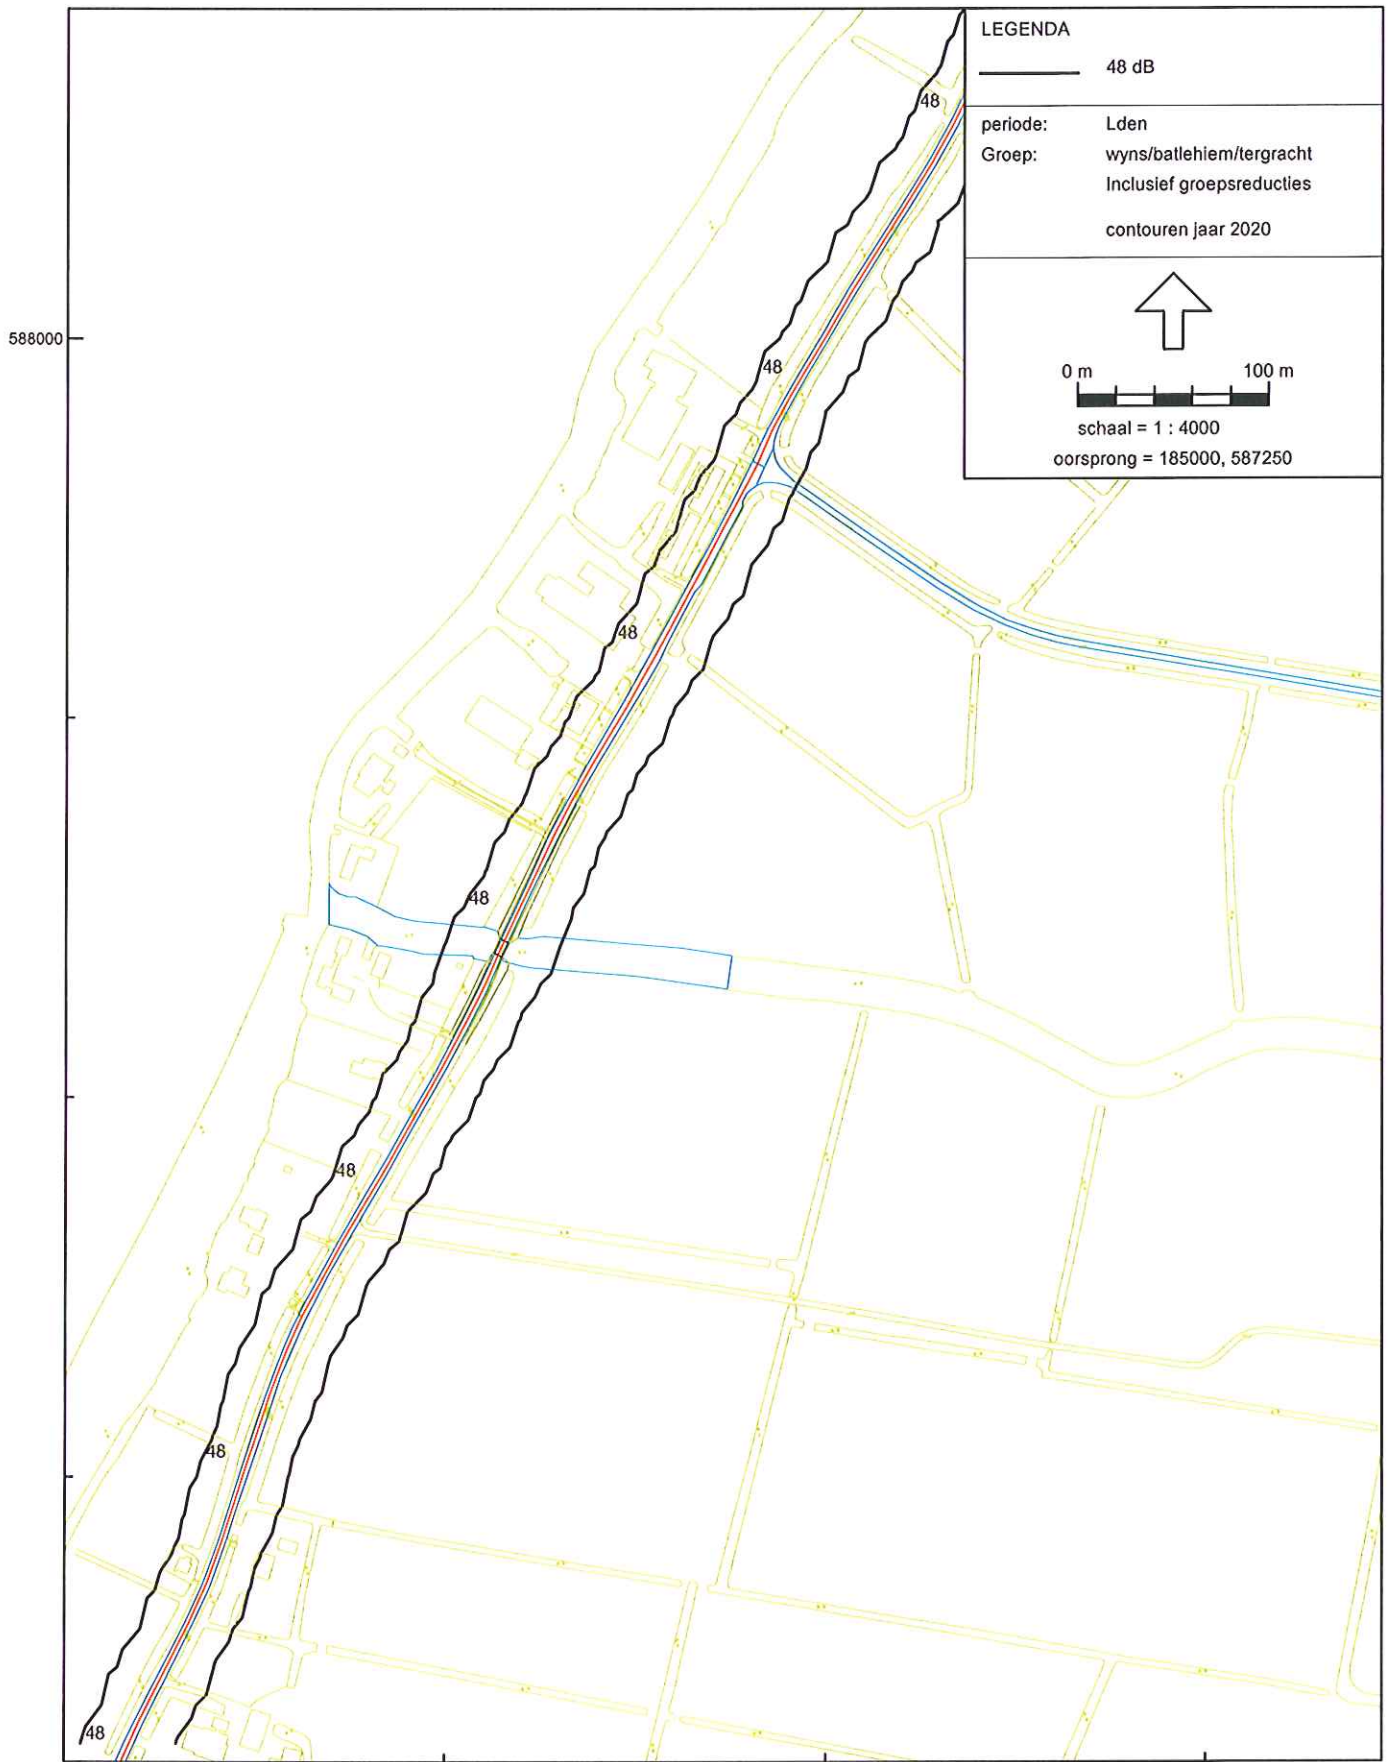 LEGENDA
48 dB
periode: Lden
Groep: wyns/batlehiem/tergracht
Inclusief groepsreducties
contouren jaar 2020
0 m 100 m
schaal = 1 : 4000
oorsprong = 185000, 587250
48
588000
48
48
48
48
48
48